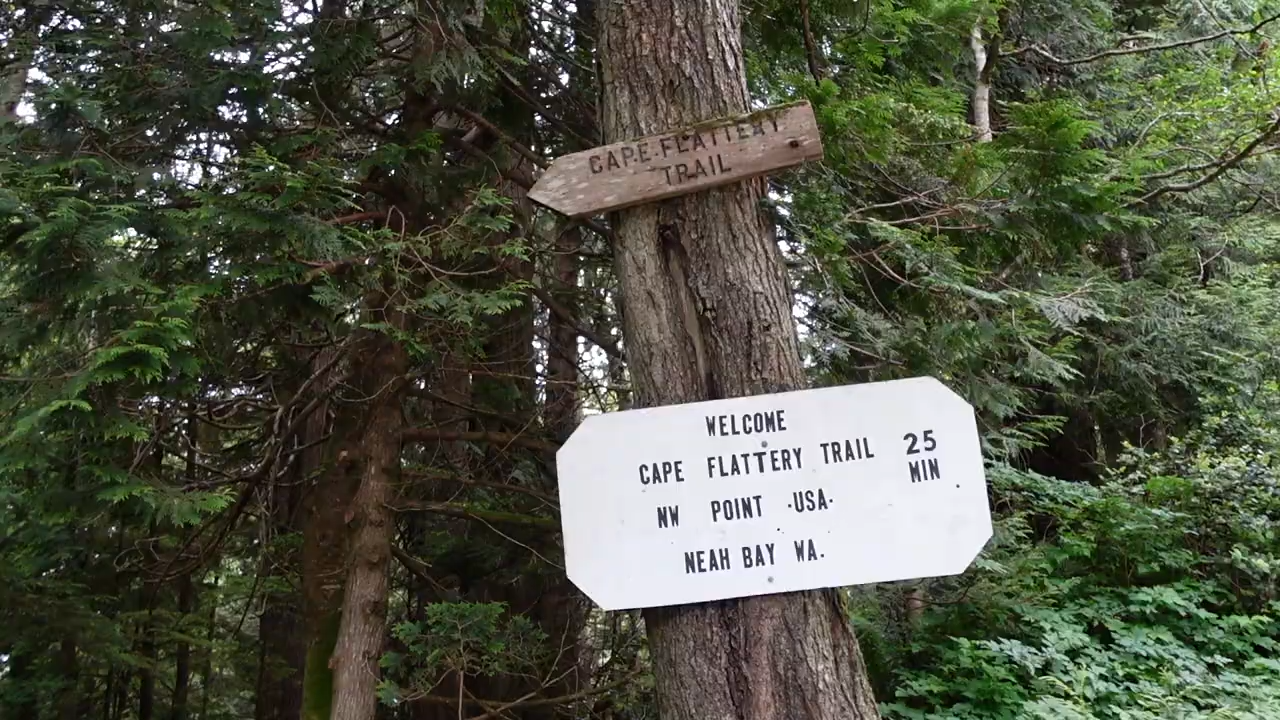 CAPE FLATTERY
TRAIL
WELCOME
CAPE FLATTERY TRAIL 25 MIN
NW POINT ·USA·
NEAH BAY WA.